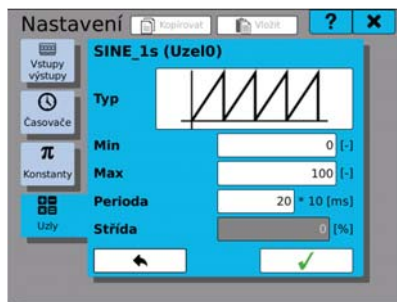 Nastavení Kopírovat Vložit ? ×
SINE_1s (Uzel0)
Vstupy
výstupy
Typ
Časovače
Min 0 [-]
π
Konstanty
Max 100 [-]
Perioda 20 * 10 [ms]
Uzly
Střída 0 [%]